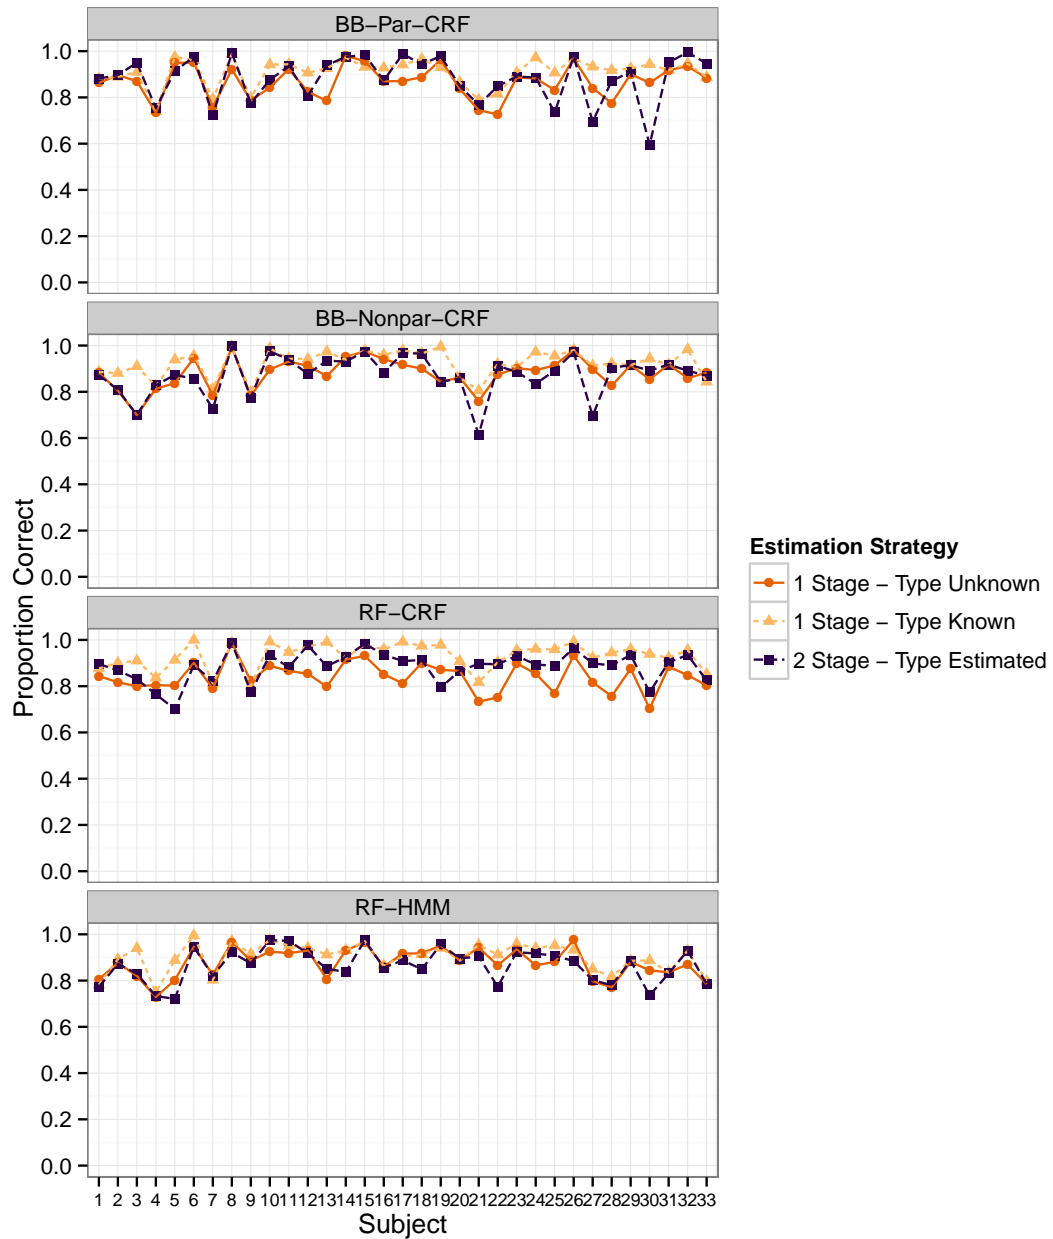 BB−Par−CRF
1.0
0.8
0.6
0.4
0.2
0.0
BB−Nonpar−CRF
1.0
0.8
0.6
0.4
0.2
0.0
RF−CRF
1.0
0.8
0.6
0.4
0.2
0.0
RF−HMM
1.0
0.8
0.6
0.4
0.2
0.0
1 2 3 4 5 6 7 8 9 10 11 12 13 14 15 16 17 18 19 20 21 22 23 24 25 26 27 28 29 30 31 32 33
Subject
Proportion Correct
Estimation Strategy
1 Stage − Type Unknown
1 Stage − Type Known
2 Stage − Type Estimated